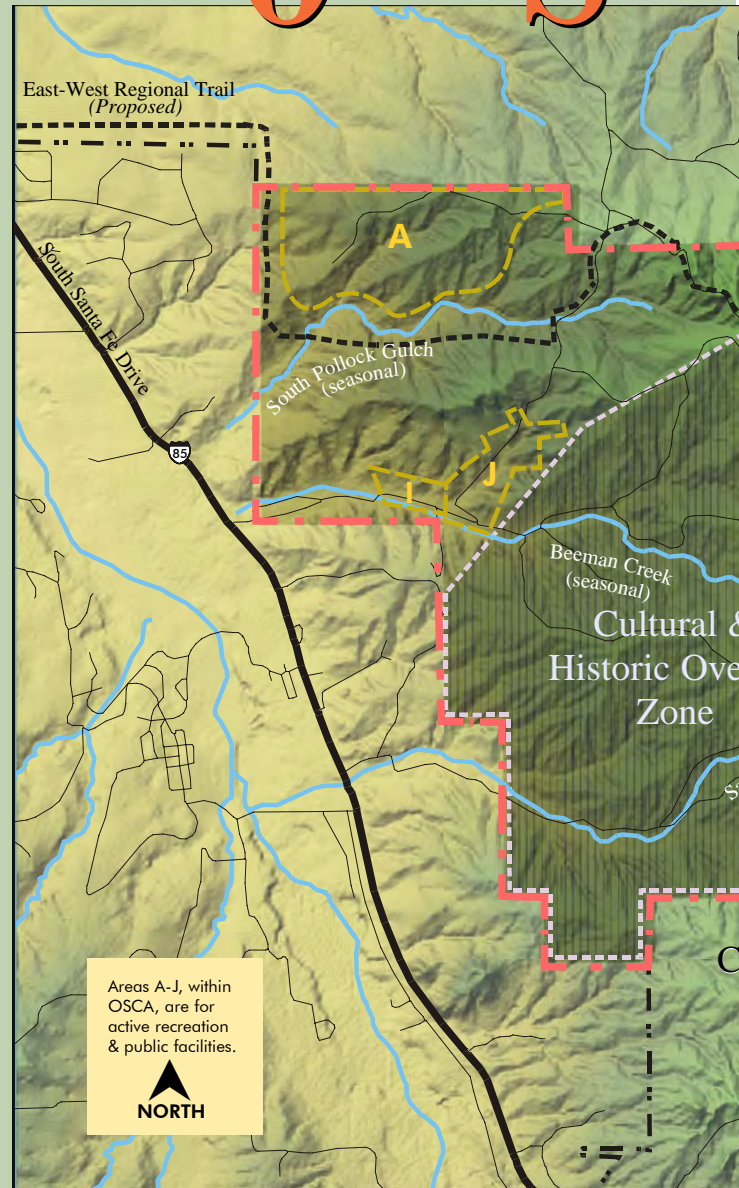 East-West Regional Trail
(Proposed)
A
South Santa Fe Drive
South Pollock Gulch
(seasonal)
85
J
I
Beeman Creek
(seasonal)
Cultural &
Historic Ove
Zone
S
C
Areas A-J, within
OSCA, are for
active recreation
& public facilities.
NORTH